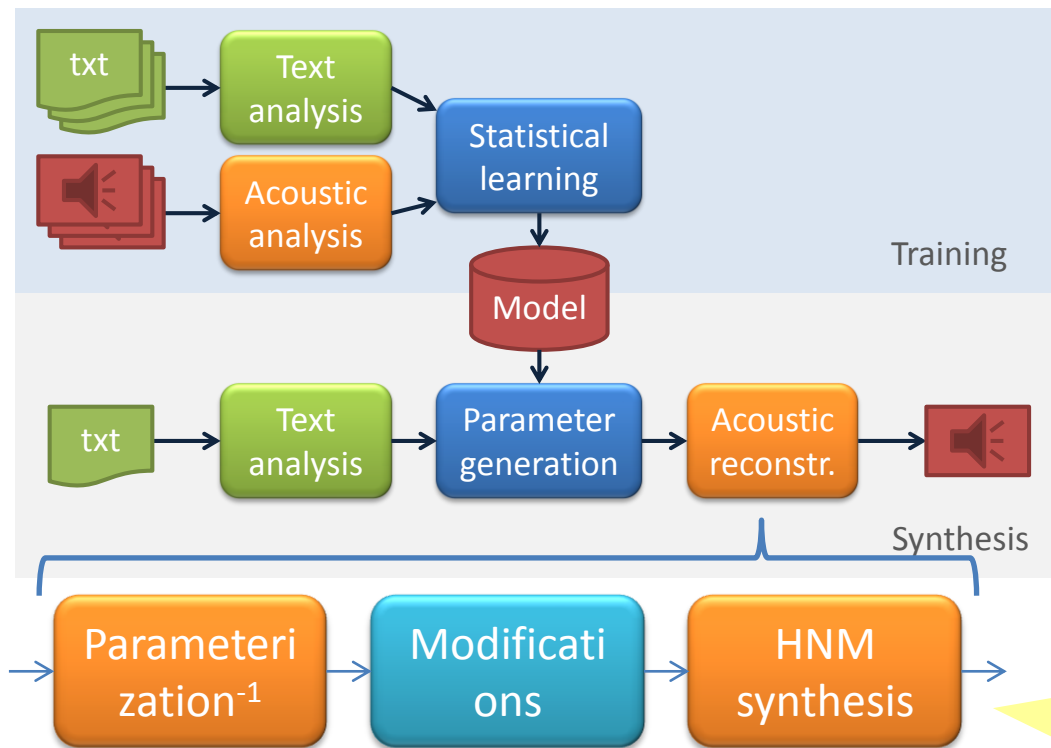 txt
Text
analysis
Statistical
learning
Acoustic
analysis
Training
Model
txt
Text
analysis
Parameter
generation
Acoustic
reconstr.
Synthesis
Parameteri
zation⁻¹
Modificati
ons
HNM
synthesis